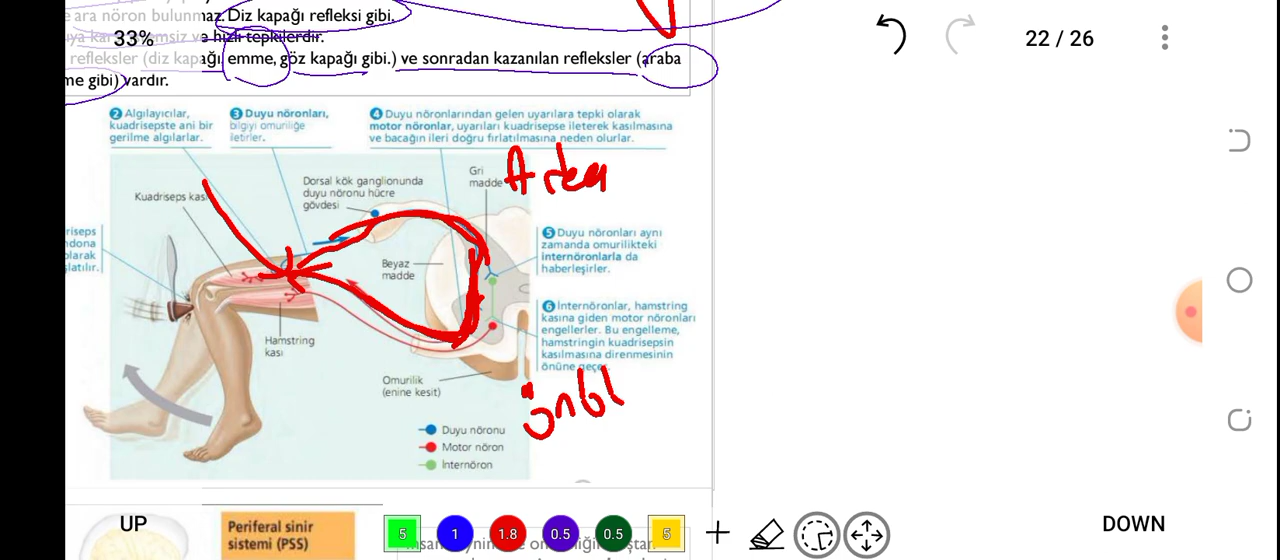 e ara nöron bulunmaz. Diz kapağı refleksi gibi.
33%
hızlı tepkilerdir.
22 / 26
refleksler (diz kapağı, emme, göz kapağı gibi.) ve sonradan kazanılan refleksler (araba
me gibi) vardır.
2 Algılayıcılar,
kuadrisepste ani bir
gerilme algılarlar.
3 Duyu nöronları,
bilgiyi omuriliğe
iletirler.
4 Duyu nöronlarından gelen uyarılara tepki olarak
motor nöronlar, uyarıları kuadrisepse ileterek kasılmasına
ve bacağın ileri doğru fırlatılmasına neden olurlar.
Kuadriseps kası
Dorsal kök ganglionunda
duyu nöronu hücre
gövdesi
Gri
madde
Arka
riseps
ndona
olarak
şlatılır.
Beyaz
madde
5 Duyu nöronları aynı
zamanda omurilikteki
internöronlarla da
haberleşirler.
6 İnternöronlar, hamstring
kasına giden motor nöronları
engellerler. Bu engelleme,
hamstringin kuadrisepsin
kasılmasına direnmesinin
önüne geçer.
Hamstring
kası
Omurilik
(enine kesit)
Duyu nöronu
Motor nöron
İnternöron
UP
Periferal sinir
sistemi (PSS)
5
1
1.8
0.5
0.5
5
DOWN